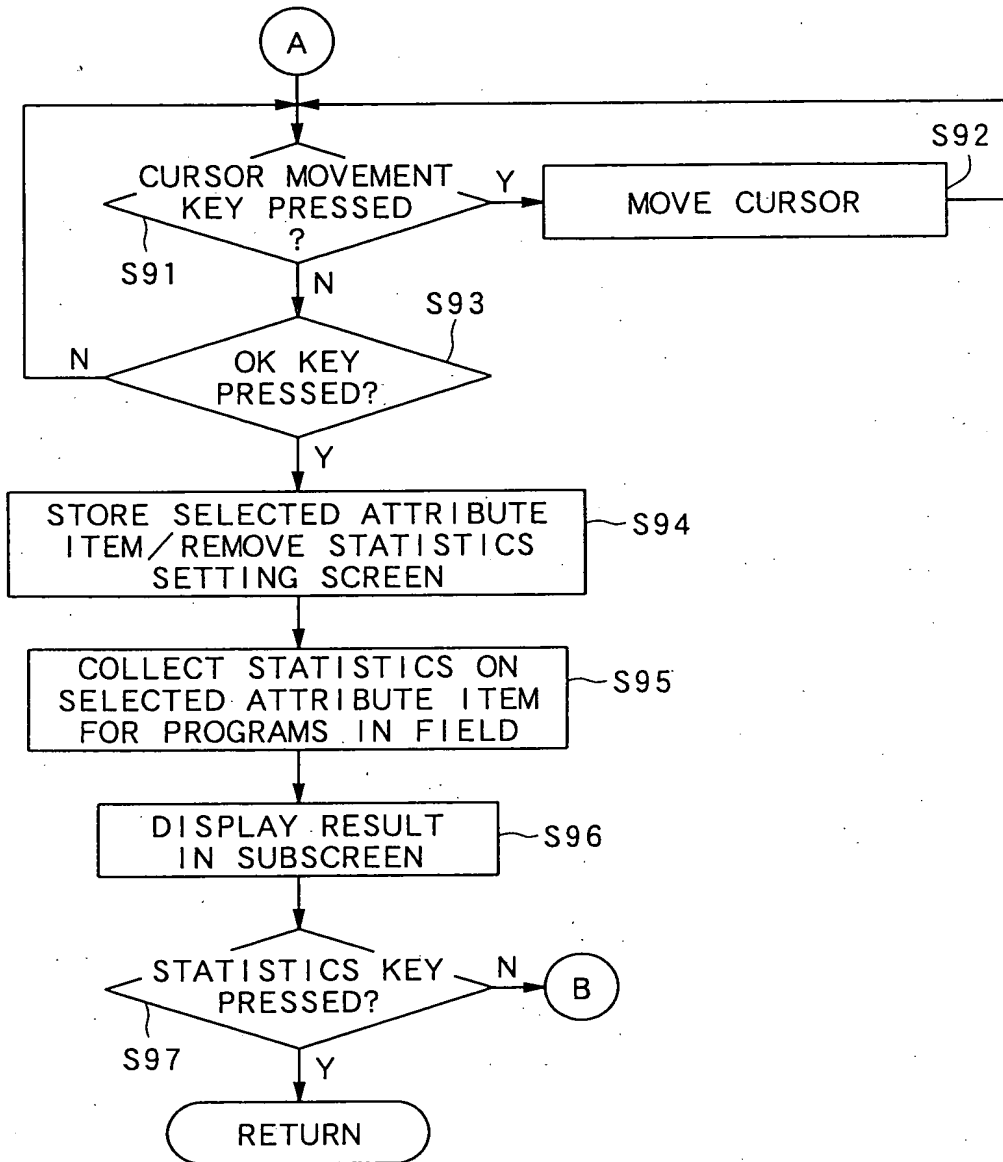 A
S92
CURSOR MOVEMENT
KEY PRESSED
?
Y
MOVE CURSOR
S91
N
S93
N
OK KEY
PRESSED?
Y
STORE SELECTED ATTRIBUTE
ITEM/REMOVE STATISTICS
SETTING SCREEN
S94
COLLECT STATISTICS ON
SELECTED ATTRIBUTE ITEM
FOR PROGRAMS IN FIELD
S95
DISPLAY RESULT
IN SUBSCREEN
S96
STATISTICS KEY
PRESSED?
N
B
S97
Y
RETURN